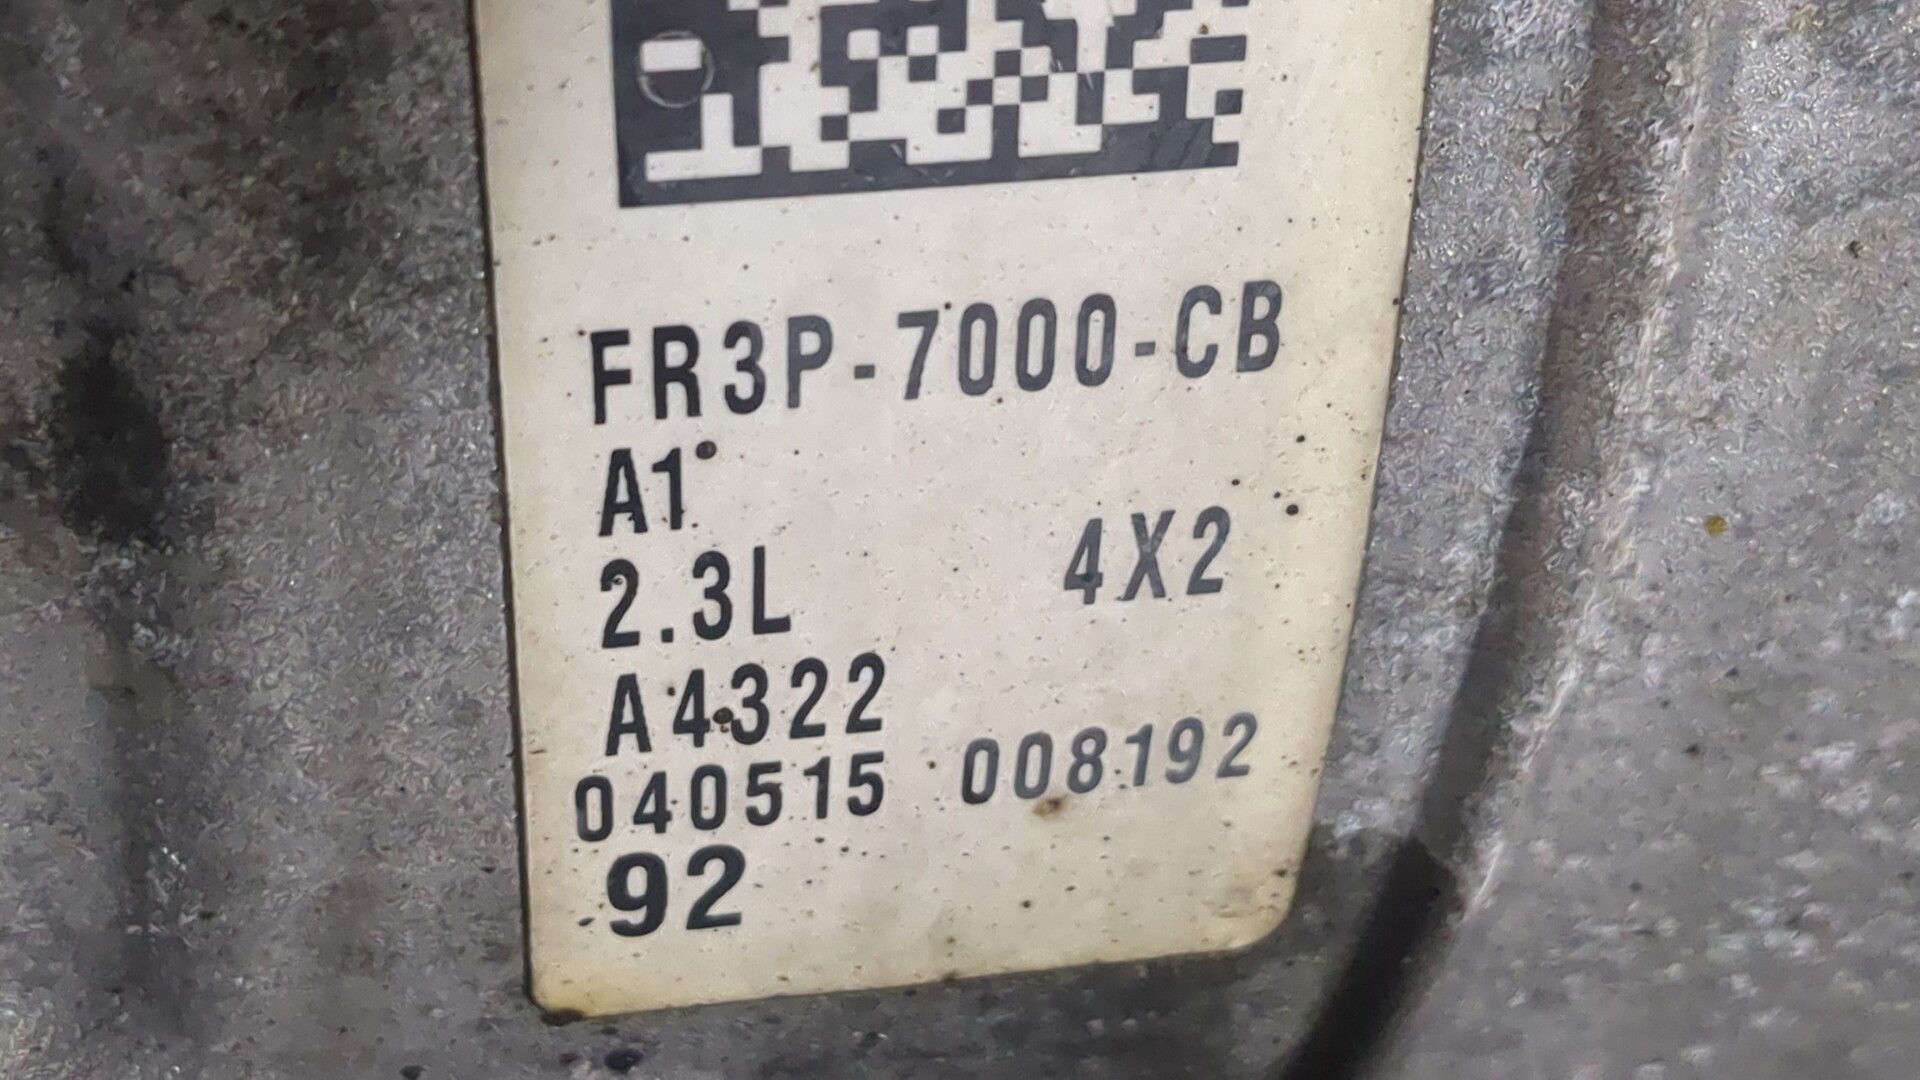 FR3P-7000-CB
A1
2.3L 4X2
A4322
040515 008192
92